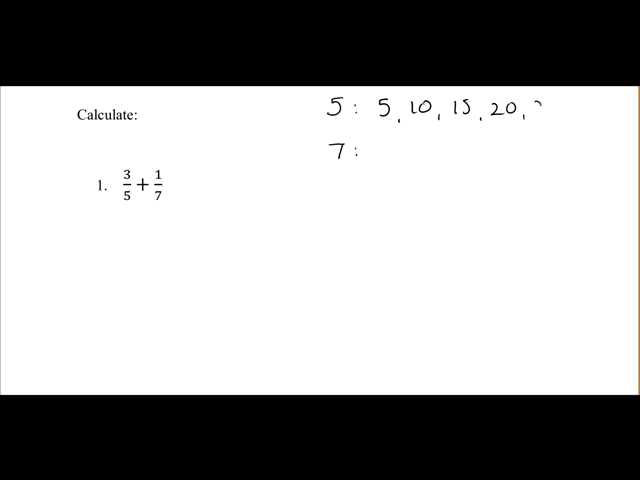 Calculate:
5: 5, 10, 15, 20,
7:
1. 3/5 + 1/7